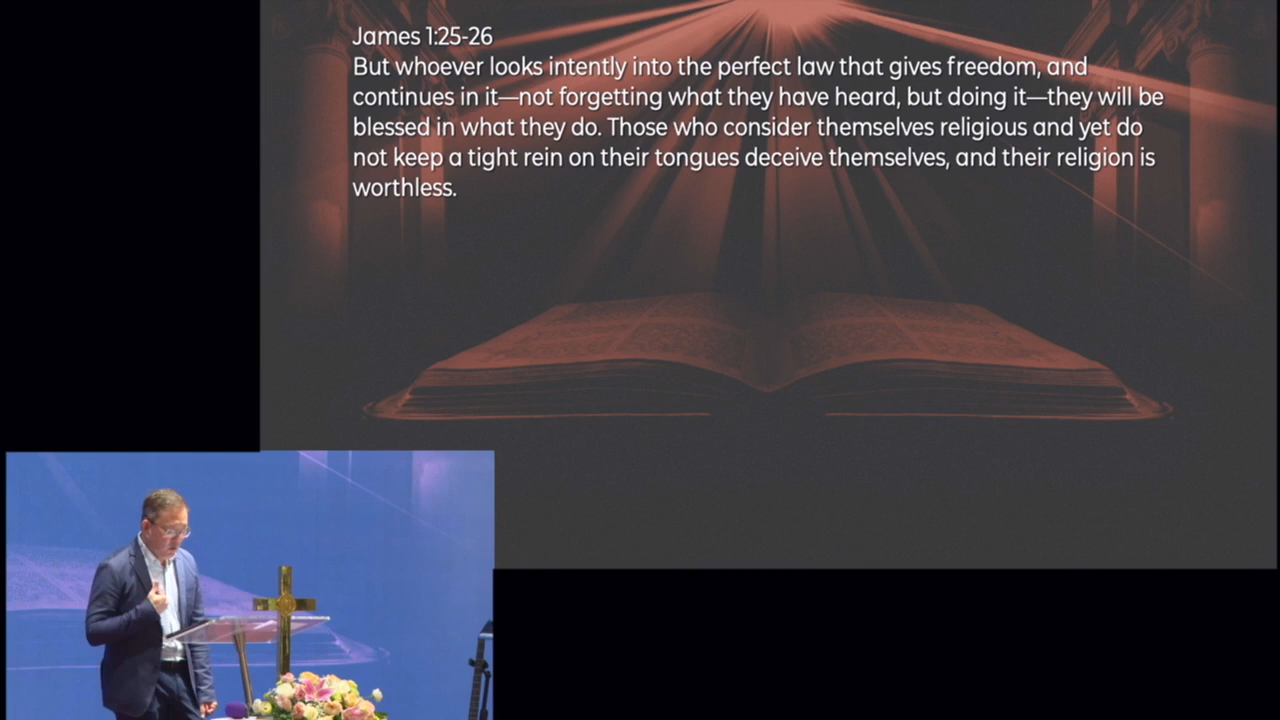 James 1:25-26
But whoever looks intently into the perfect law that gives freedom, and
continues in it—not forgetting what they have heard, but doing it—they will be
blessed in what they do. Those who consider themselves religious and yet do
not keep a tight rein on their tongues deceive themselves, and their religion is
worthless.